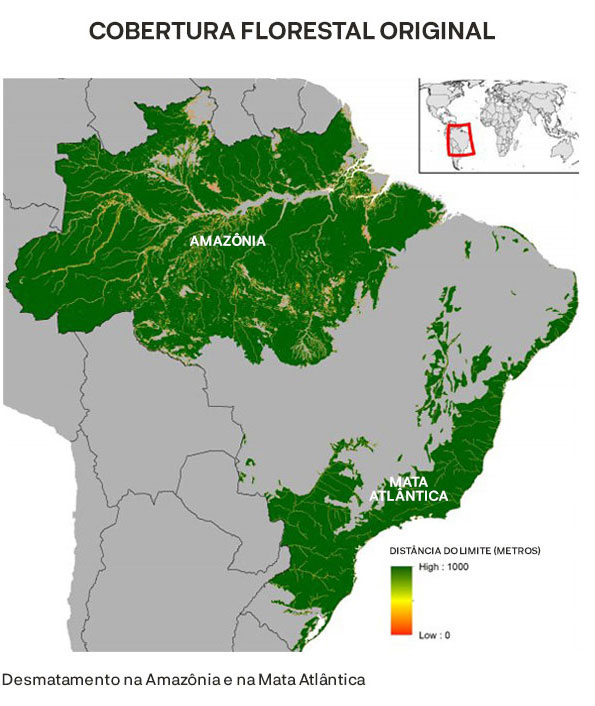 COBERTURA FLORESTAL ORIGINAL
AMAZÔNIA
MATA
ATLÂNTICA
DISTÂNCIA DO LIMITE (METROS)
High : 1000
Low : 0
Desmatamento na Amazônia e na Mata Atlântica